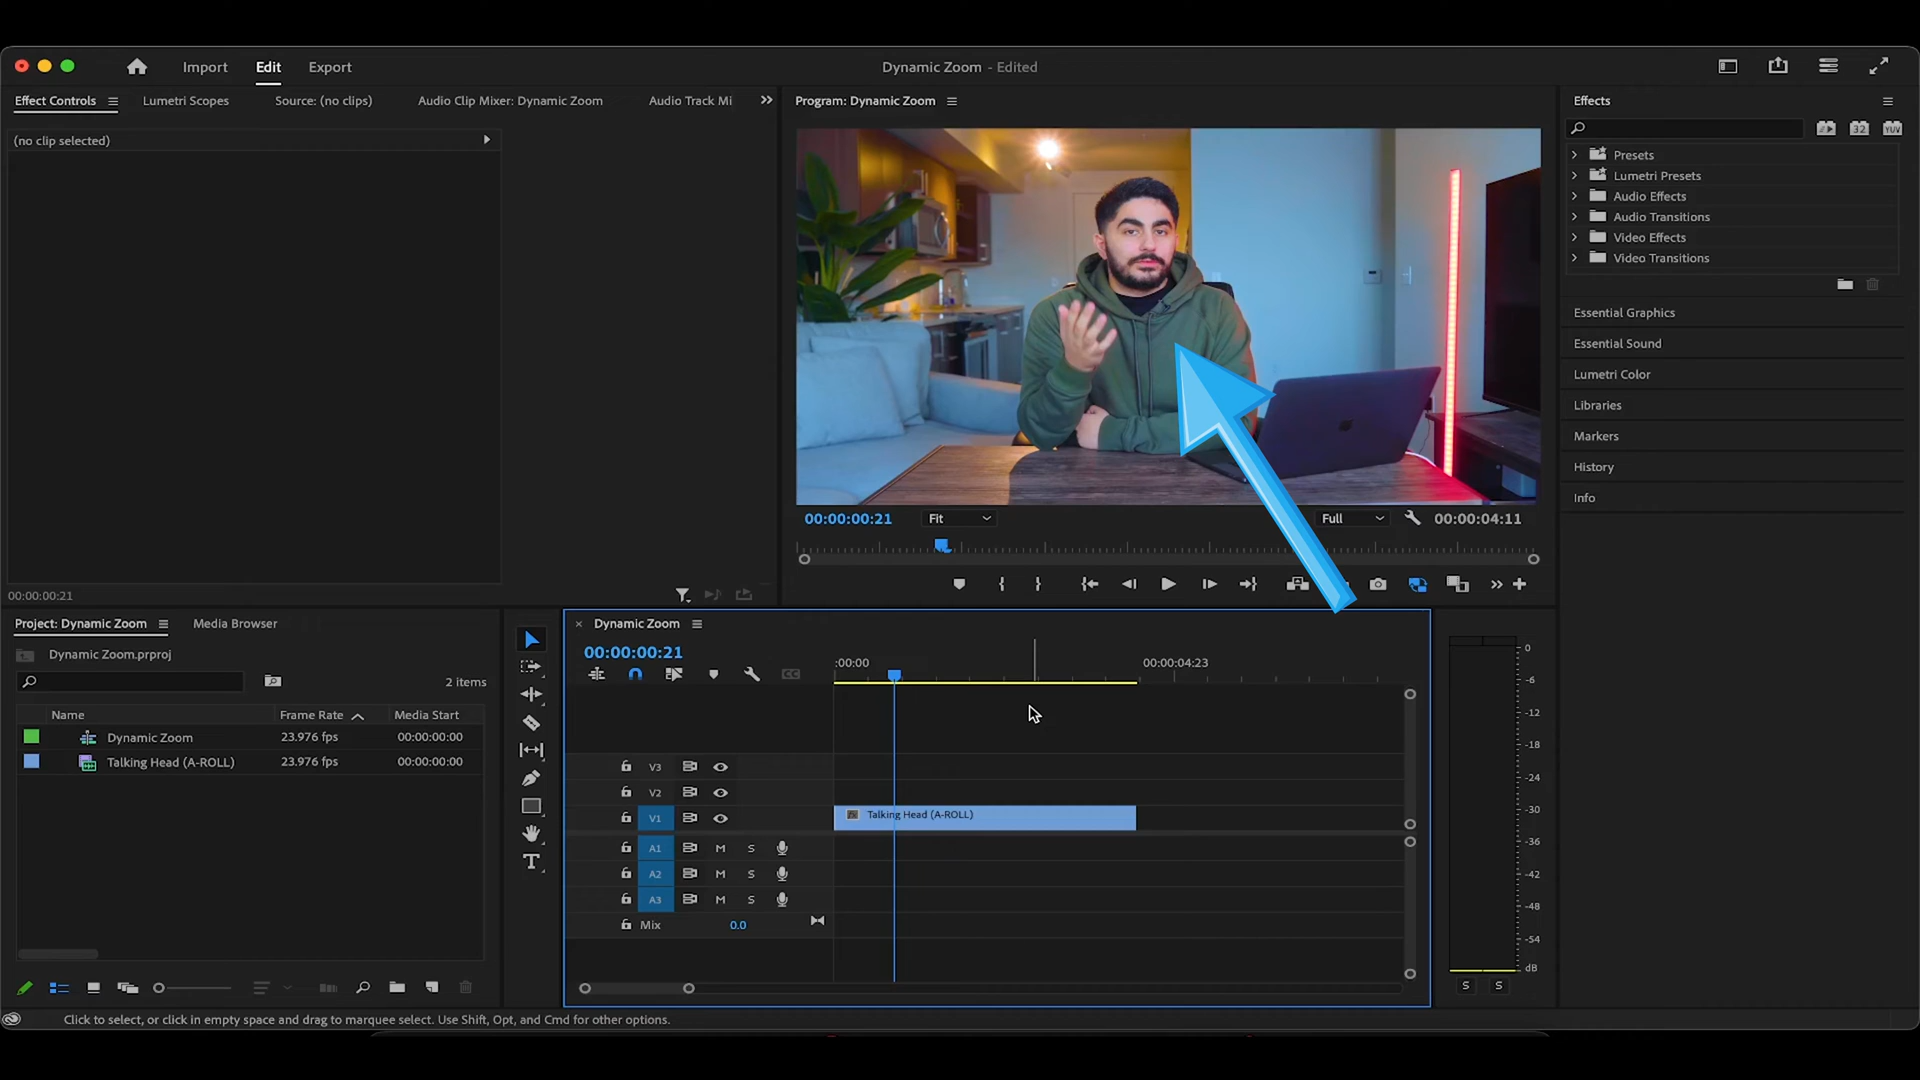 Import Edit Export
Dynamic Zoom - Edited
Effect Controls Lumetri Scopes Source: (no clips) Audio Clip Mixer: Dynamic Zoom Audio Track Mi
(no clip selected)
00:00:00:21
Program: Dynamic Zoom
00:00:00:21 Fit Full 00:00:04:11
Effects
32 YUV
Presets
Lumetri Presets
Audio Effects
Audio Transitions
Video Effects
Video Transitions
Essential Graphics
Essential Sound
Lumetri Color
Libraries
Markers
History
Info
Project: Dynamic Zoom Media Browser
Dynamic Zoom.prproj
2 items
Name Frame Rate Media Start
Dynamic Zoom 23.976 fps 00:00:00:00
Talking Head (A-ROLL) 23.976 fps 00:00:00:00
T
Dynamic Zoom
00:00:00:21
:00:00 00:00:04:23
CC
V3
V2
V1 fx Talking Head (A-ROLL)
A1 M S
A2 M S
A3 M S
Mix 0.0
0
-6
-12
-18
-24
-30
-36
-42
-48
-54
dB
S S
Click to select, or click in empty space and drag to marquee select. Use Shift, Opt, and Cmd for other options.